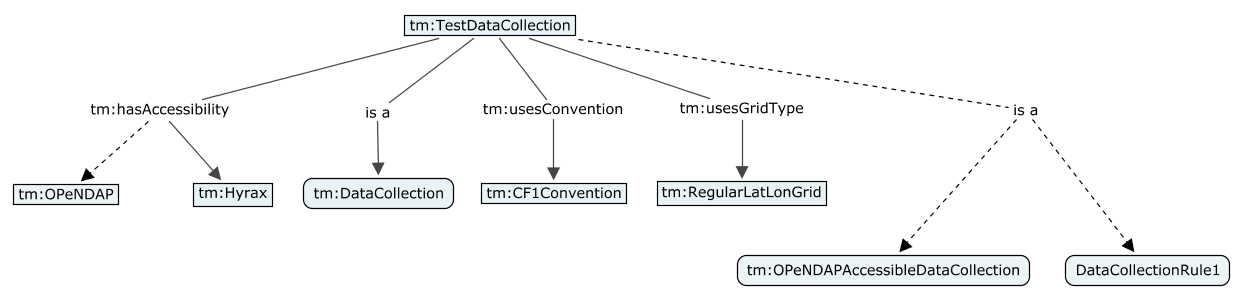 tm:TestDataCollection
tm:hasAccessibility
is a
tm:usesConvention
tm:usesGridType
is a
tm:OPeNDAP
tm:Hyrax
tm:DataCollection
tm:CF1Convention
tm:RegularLatLonGrid
tm:OPeNDAPAccessibleDataCollection
DataCollectionRule1